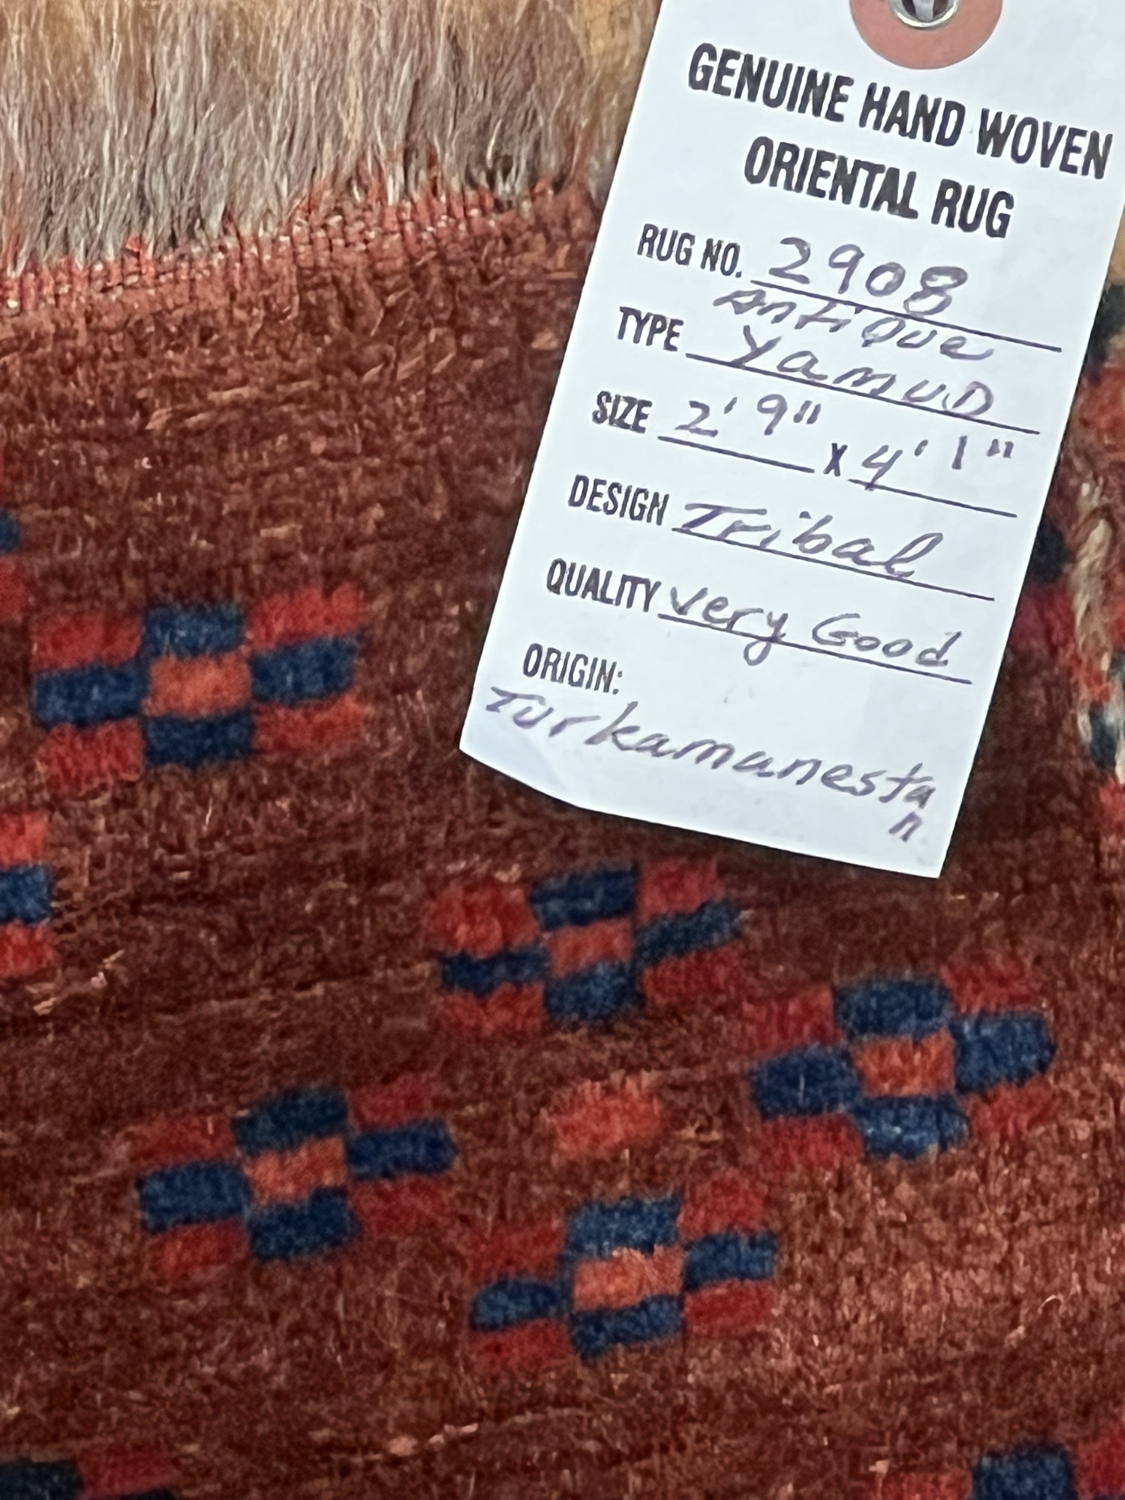 GENUINE HAND WOVEN
ORIENTAL RUG
RUG NO. 2908
Antique
TYPE Yamud
SIZE 2' 9" X 4' 1"
DESIGN Tribal
QUALITY very Good
ORIGIN:
Turkamanestan